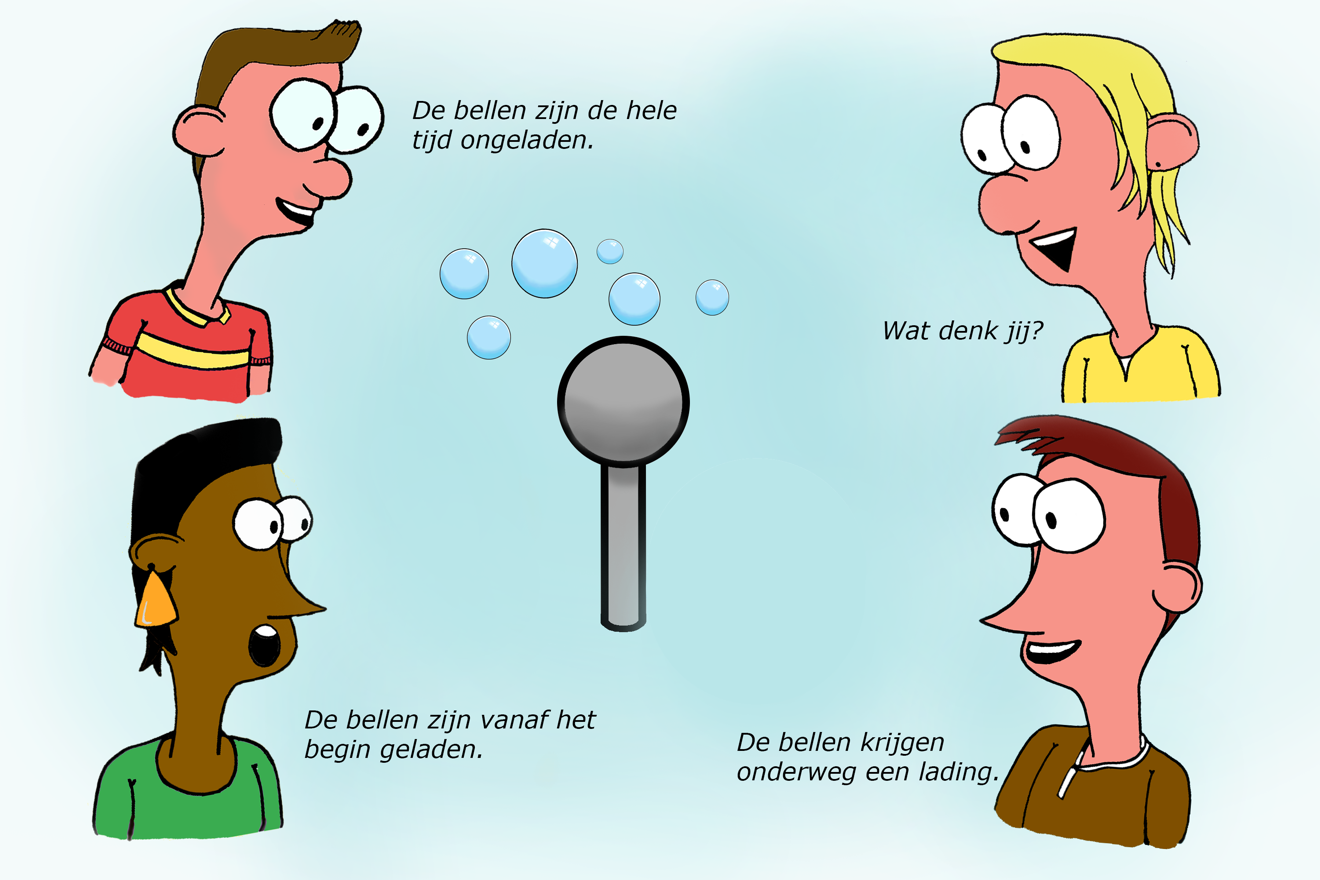 De bellen zijn de hele
tijd ongeladen.
Wat denk jij?
De bellen zijn vanaf het
begin geladen.
De bellen krijgen
onderweg een lading.